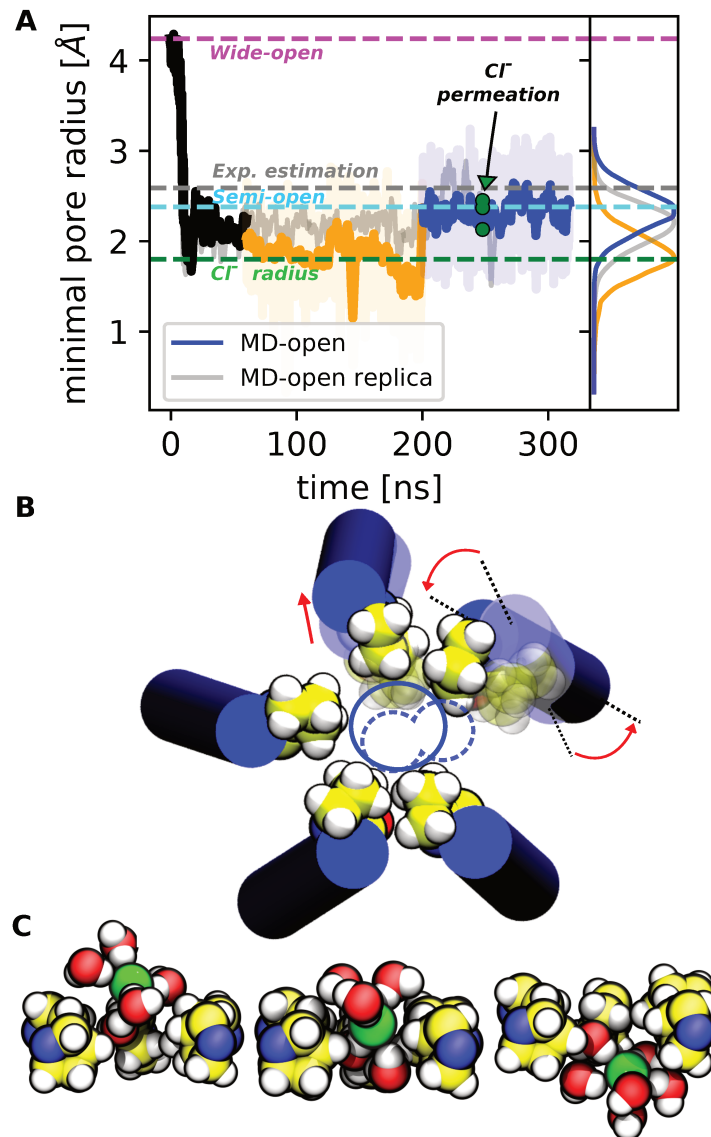 A
minimal pore radius [Å]
4
3
2
1
Wide-open
Cl⁻
permeation
Exp. estimation
Semi-open
Cl⁻ radius
MD-open
MD-open replica
0 100 200 300
time [ns]
B
C